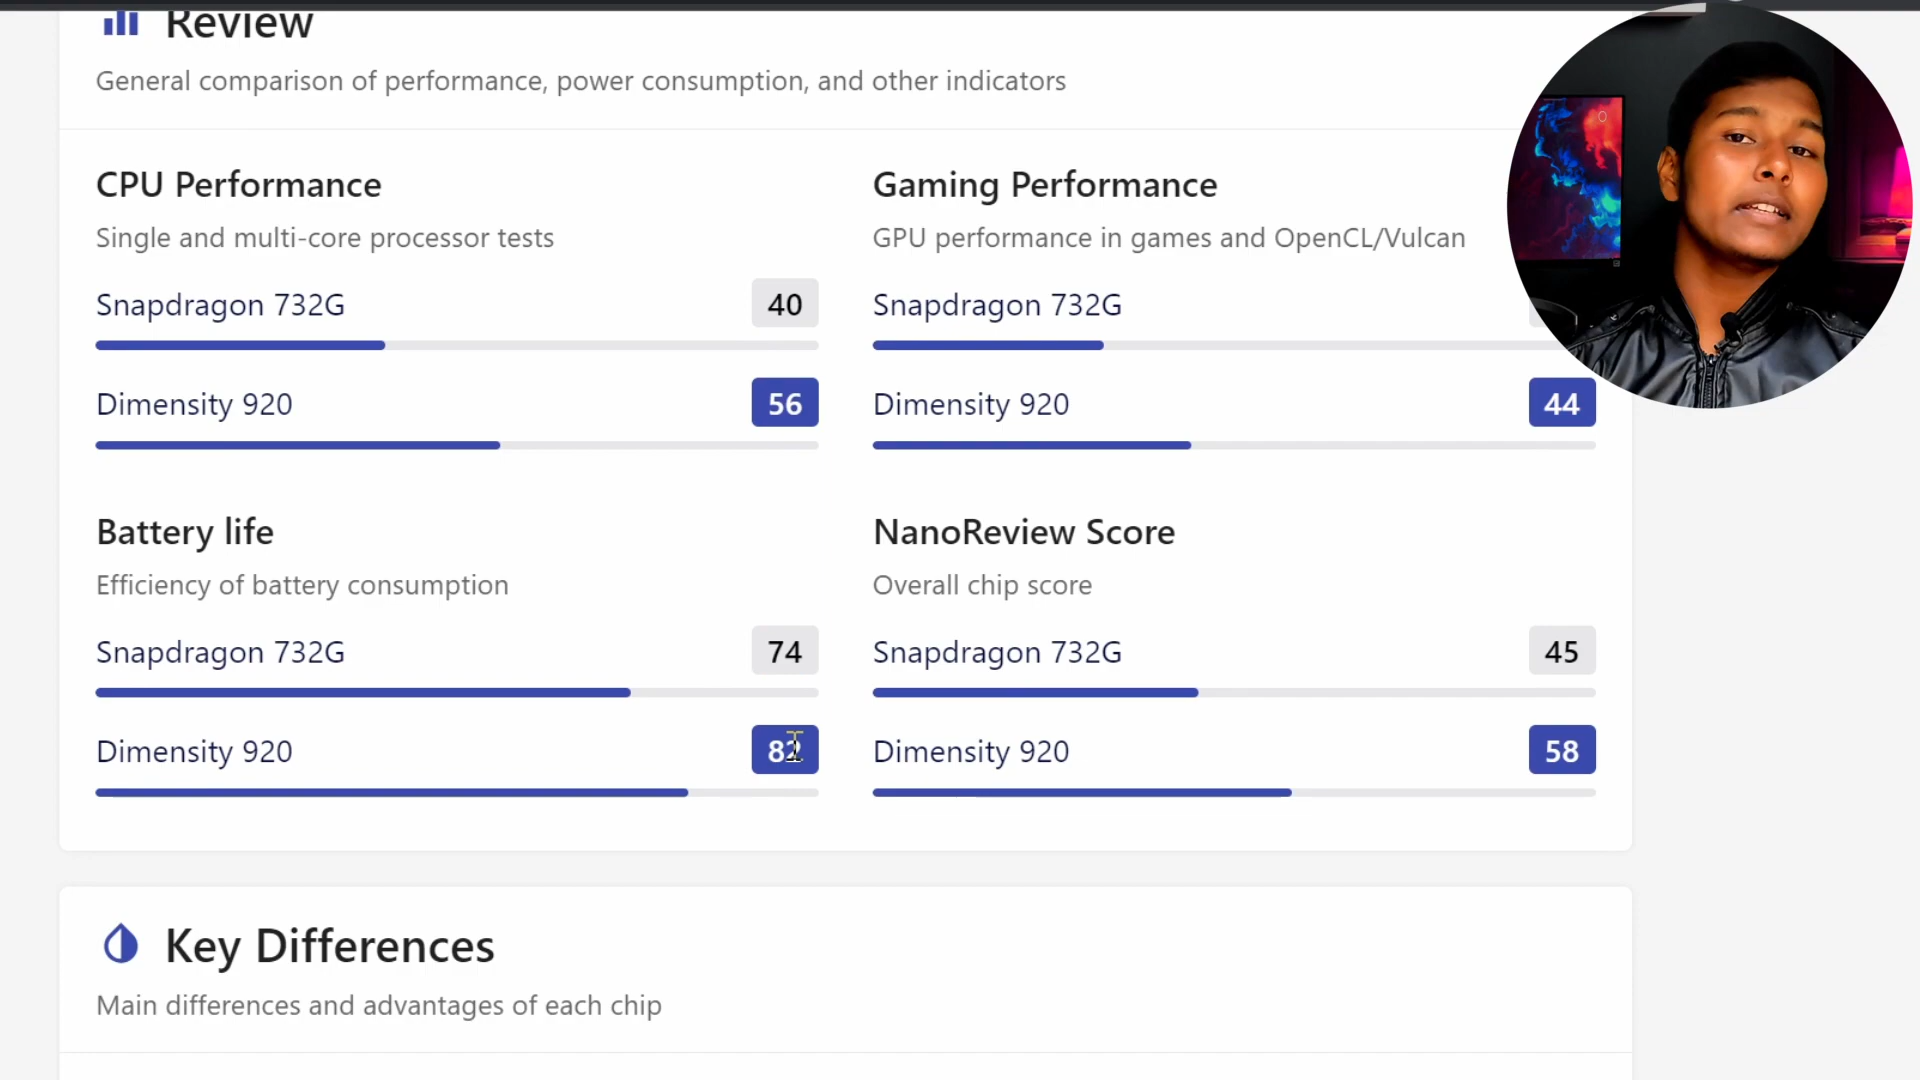 Review
General comparison of performance, power consumption, and other indicators
CPU Performance
Single and multi-core processor tests
Snapdragon 732G 40
Dimensity 920 56
Gaming Performance
GPU performance in games and OpenCL/Vulcan
Snapdragon 732G
Dimensity 920 44
Battery life
Efficiency of battery consumption
Snapdragon 732G 74
Dimensity 920 82
NanoReview Score
Overall chip score
Snapdragon 732G 45
Dimensity 920 58
Key Differences
Main differences and advantages of each chip